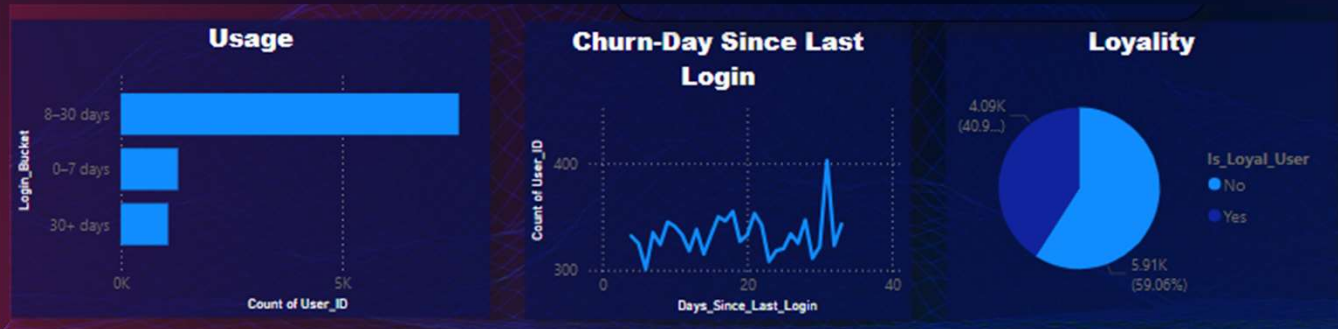 Usage
8–30 days
0–7 days
30+ days
Login_Bucket
0K
5K
Count of User_ID
Churn-Day Since Last
Login
400
300
Count of User_ID
0
20
40
Days_Since_Last_Login
Loyality
4.09K
(40.9...)
5.91K
(59.06%)
Is_Loyal_User
No
Yes